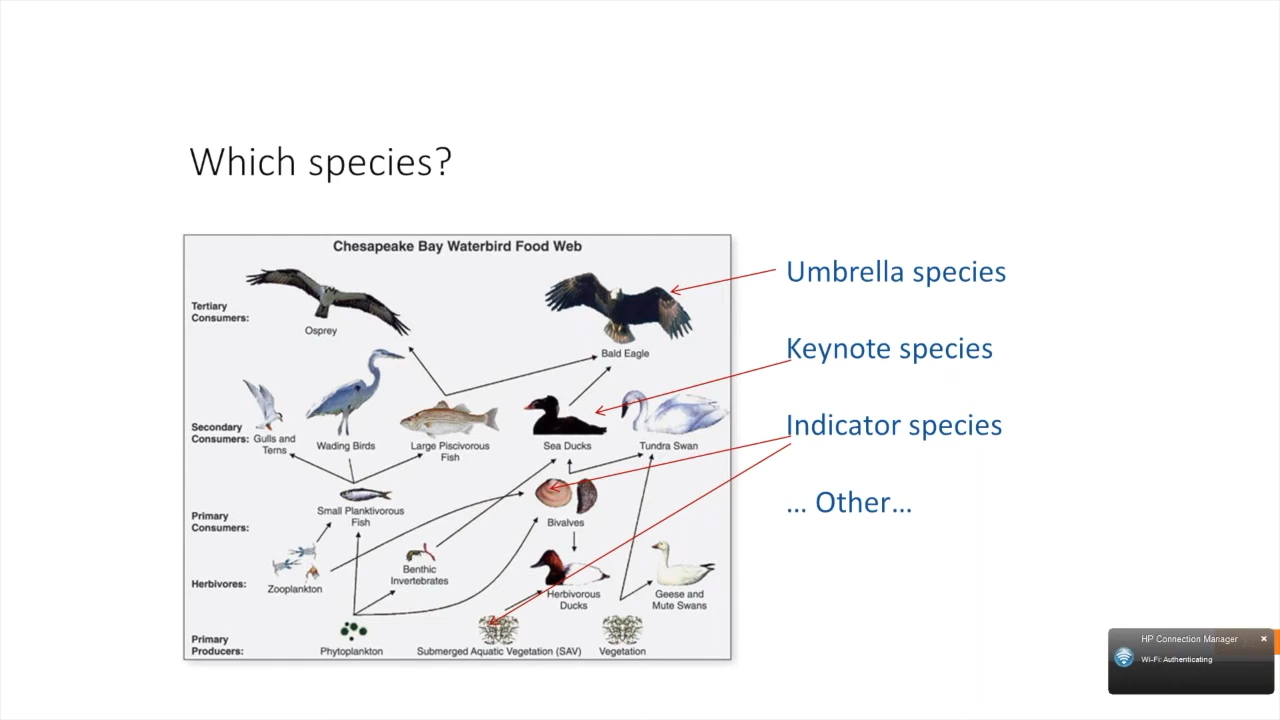 Which species?
Chesapeake Bay Waterbird Food Web
Tertiary
Consumers:
Osprey
Bald Eagle
Secondary
Consumers:
Gulls and
Terns
Wading Birds
Large Piscivorous
Fish
Sea Ducks
Tundra Swan
Primary
Consumers:
Small Planktivorous
Fish
Bivalves
Herbivores:
Zooplankton
Benthic
Invertebrates
Herbivorous
Ducks
Geese and
Mute Swans
Primary
Producers:
Phytoplankton
Submerged Aquatic Vegetation (SAV)
Vegetation
Umbrella species
Keynote species
Indicator species
... Other...
HP Connection Manager
Wi-Fi: Authenticating